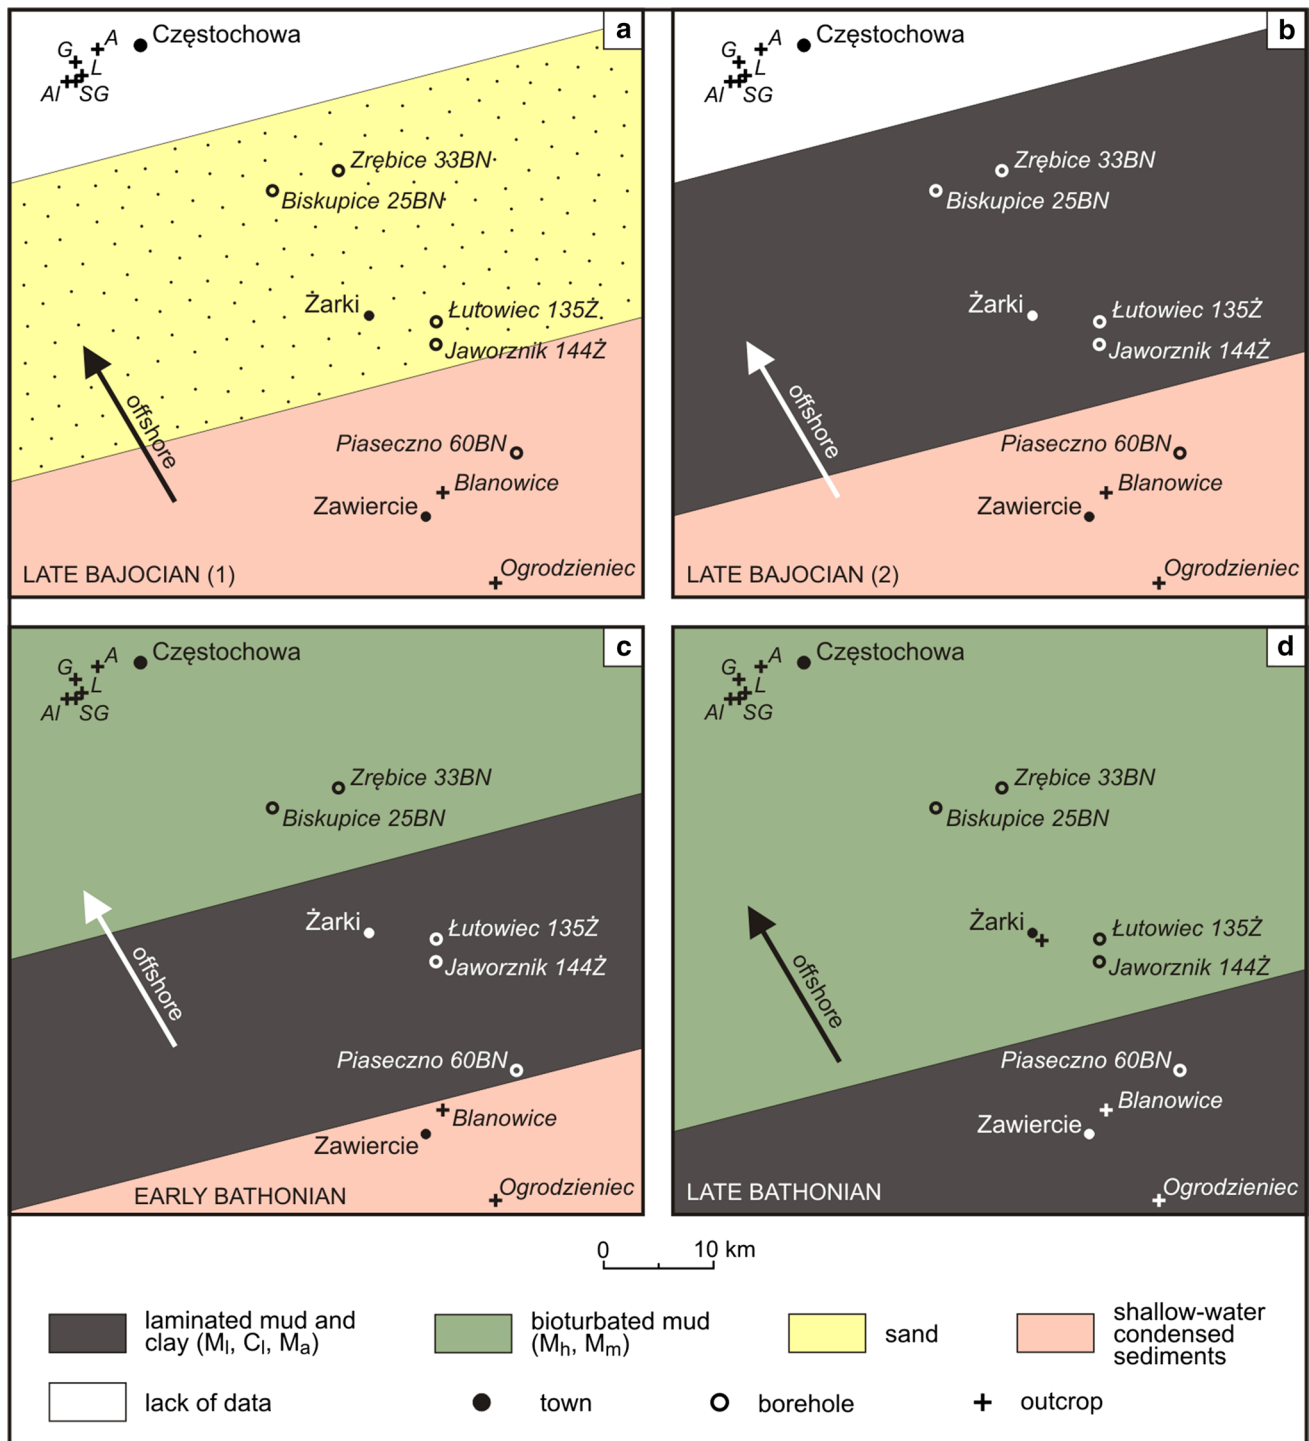 a
G A Częstochowa
L
Al SG
Zrębice 33BN
Biskupice 25BN
Żarki
Łutowiec 135Ż
Jaworznik 144Ż
offshore
Piaseczno 60BN
Blanowice
Zawiercie
Ogrodzieniec
LATE BAJOCIAN (1)
b
G A Częstochowa
L
Al SG
Zrębice 33BN
Biskupice 25BN
Żarki
Łutowiec 135Ż
Jaworznik 144Ż
offshore
Piaseczno 60BN
Blanowice
Zawiercie
Ogrodzieniec
LATE BAJOCIAN (2)
c
G A Częstochowa
L
Al SG
Zrębice 33BN
Biskupice 25BN
Żarki
Łutowiec 135Ż
Jaworznik 144Ż
offshore
Piaseczno 60BN
Blanowice
Zawiercie
Ogrodzieniec
EARLY BATHONIAN
d
G A Częstochowa
L
Al SG
Zrębice 33BN
Biskupice 25BN
Żarki
Łutowiec 135Ż
Jaworznik 144Ż
offshore
Piaseczno 60BN
Blanowice
Zawiercie
Ogrodzieniec
LATE BATHONIAN
0 10 km
laminated mud and
clay (Ml, Cl, Ma)
bioturbated mud
(Mh, Mm)
sand
shallow-water
condensed
sediments
lack of data
town
borehole
outcrop